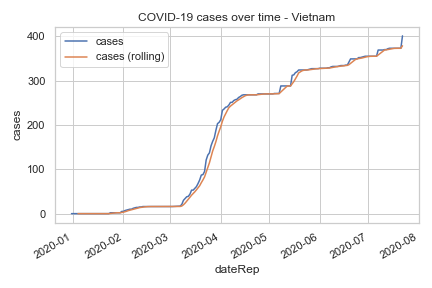 COVID-19 cases over time - Vietnam
cases
cases (rolling)
400
300
200
100
0
cases
2020-01
2020-02
2020-03
2020-04
2020-05
2020-06
2020-07
2020-08
dateRep